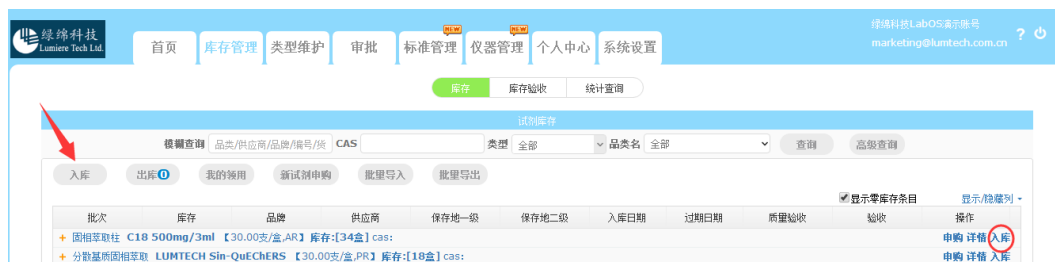 绿绵科技LabOS演示账号
绿绵科技
Lumiere Tech Ltd.
首页 库存管理 类型维护 审批 标准管理 NEW 仪器管理 NEW 个人中心 系统设置
marketing@lumtech.com.cn ?
库存 库存验收 统计查询
试剂库存
模糊查询 品类/供应商/品牌/编号/货 CAS 类型 全部 品类名 全部 查询 高级查询
入库 出库0 我的领用 新试剂申购 批量导入 批量导出
显示零库存条目 显示/隐藏列
批次 库存 品牌 供应商 保存地一级 保存地二级 入库日期 过期日期 质量验收 验收 操作
+ 固相萃取柱 C18 500mg/3ml 【30.00支/盒,AR】库存:[34盒] cas: 申购 详情 入库
+ 分散基质固相萃取 LUMTECH Sin-QuEChERS 【30.00支/盒,PR】库存:[18盒] cas: 申购 详情 入库